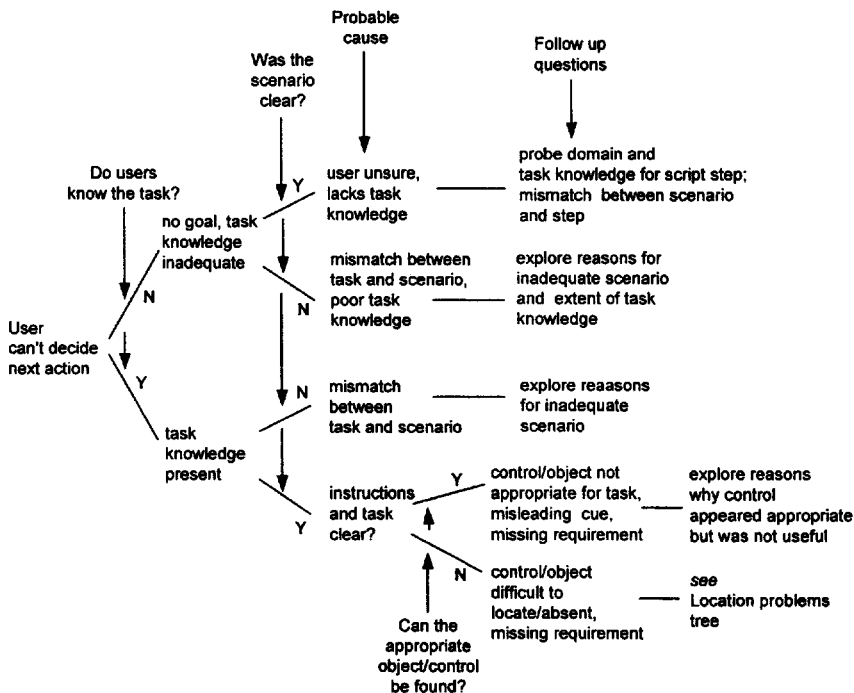 Probable
cause
Was the
scenario
clear?
Follow up
questions
Do users
know the task?
Y
user unsure,
lacks task
knowledge
probe domain and
task knowledge for script step;
mismatch between scenario
and step
no goal, task
knowledge
inadequate
N
N
mismatch between
task and scenario,
poor task
knowledge
explore reasons for
inadequate scenario
and extent of task
knowledge
User
can't decide
next action
Y
N
mismatch
between
task and scenario
explore reaasons
for inadequate
scenario
task
knowledge
present
Y
instructions
and task
clear?
Y
control/object not
appropriate for task,
misleading cue,
missing requirement
explore reasons
why control
appeared appropriate
but was not useful
N
control/object
difficult to
locate/absent,
missing requirement
see
Location problems
tree
Can the
appropriate
object/control
be found?